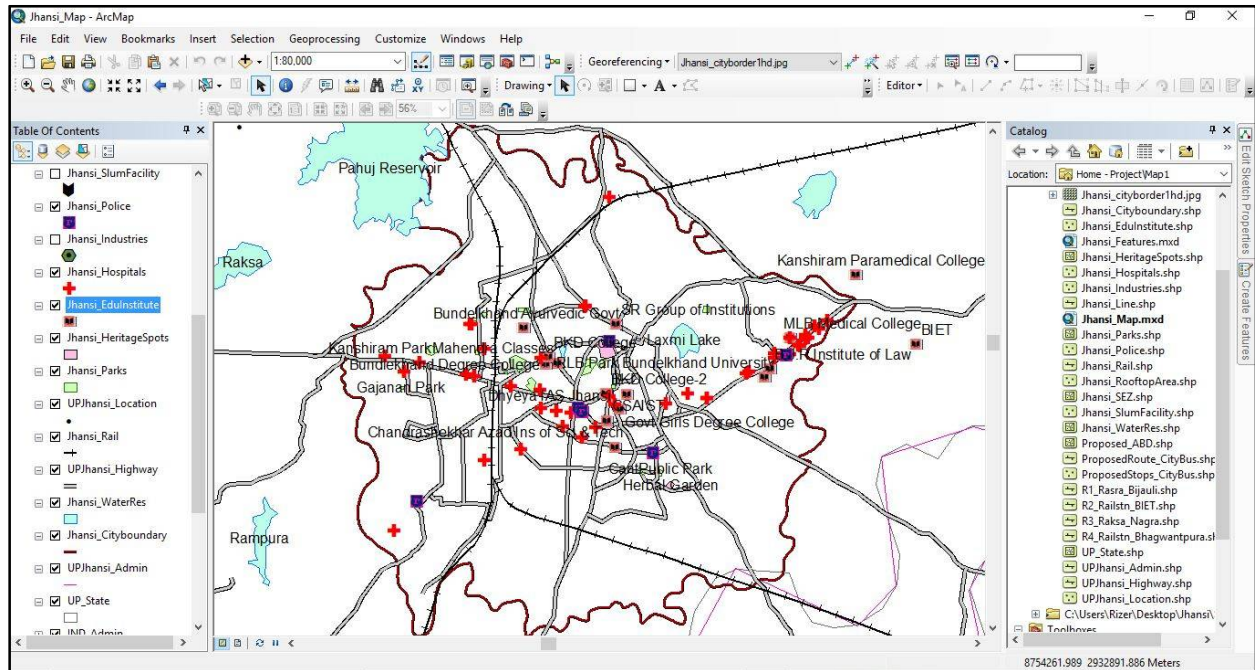 Jhansi_Map - ArcMap
File Edit View Bookmarks Insert Selection Geoprocessing Customize Windows Help
1:80,000
Georeferencing
Jhansi_cityborder1hd.jpg
Drawing
A
Editor
56%
Table Of Contents
Jhansi_SlumFacility
Jhansi_Police
Jhansi_Industries
Jhansi_Hospitals
Jhansi_EduInstitute
Jhansi_HeritageSpots
Jhansi_Parks
UPJhansi_Location
Jhansi_Rail
UPJhansi_Highway
Jhansi_WaterRes
Jhansi_Cityboundary
UPJhansi_Admin
UP_State
IND_Admin
Pahuj Reservoir
Raksa
Kanshiram Paramedical College
SR Group of Institutions
Bundelkhand Ayurvedic Govt
MLB Medical College
BIET
BKD College
Laxmi Lake
Kanshiram Park
Mahendra Classes
Institute of Law
Bundelkhand Degree College
RLB Park
Bundelkhand University
Gajanan Park
BKD College-2
Dhyeya IAS Jhansi
SAIST
Govt Girls Degree College
Chandrashekhar Azad Ins of Sc & Tech
Public Park
Herbal Garden
Rampura
Catalog
Location:
Home - Project\Map1
Jhansi_cityborder1hd.jpg
Jhansi_Cityboundary.shp
Jhansi_EduInstitute.shp
Jhansi_Features.mxd
Jhansi_HeritageSpots.shp
Jhansi_Hospitals.shp
Jhansi_Industries.shp
Jhansi_Line.shp
Jhansi_Map.mxd
Jhansi_Parks.shp
Jhansi_Police.shp
Jhansi_Rail.shp
Jhansi_RooftopArea.shp
Jhansi_SEZ.shp
Jhansi_SlumFacility.shp
Jhansi_WaterRes.shp
Proposed_ABD.shp
ProposedRoute_CityBus.shp
ProposedStops_CityBus.shp
R1_Rasra_Bijauli.shp
R2_Railstn_BIET.shp
R3_Raksa_Nagra.shp
R4_Railstn_Bhagwantpura.sh
UP_State.shp
UPJhansi_Admin.shp
UPJhansi_Highway.shp
UPJhansi_Location.shp
C:\Users\Rizer\Desktop\Jhansi\
Toolboxes
Edit Sketch Properties
Create Features
8754261.989 2932891.886 Meters